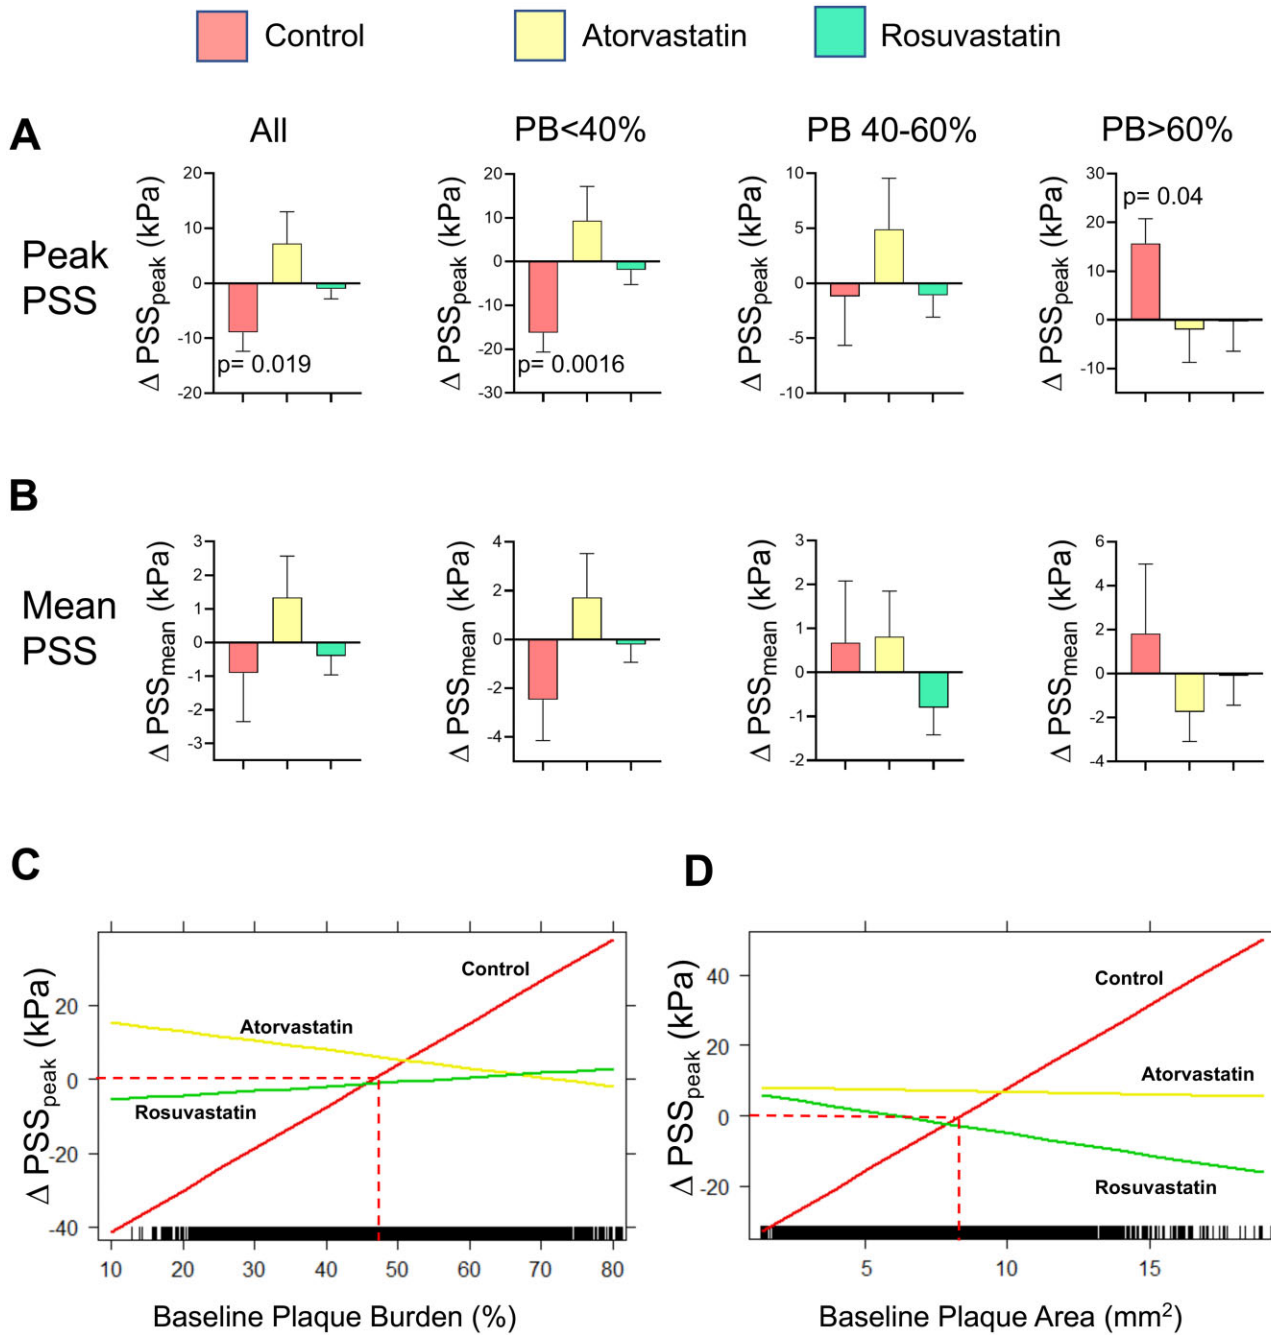 Control Atorvastatin Rosuvastatin
A
All PB<40% PB 40-60% PB>60%
Peak
PSS
Δ PSSpeak (kPa)
20
10
0
-10
-20
p= 0.019
Δ PSSpeak (kPa)
20
10
0
-10
-20
-30
p= 0.0016
Δ PSSpeak (kPa)
10
5
0
-5
-10
Δ PSSpeak (kPa)
30
20
10
0
-10
p= 0.04
B
Mean
PSS
Δ PSSmean (kPa)
3
2
1
0
-1
-2
-3
Δ PSSmean (kPa)
4
2
0
-2
-4
Δ PSSmean (kPa)
3
2
1
0
-1
-2
Δ PSSmean (kPa)
6
4
2
0
-2
-4
C
Δ PSSpeak (kPa)
20
0
-20
-40
Control
Atorvastatin
Rosuvastatin
10 20 30 40 50 60 70 80
Baseline Plaque Burden (%)
D
Δ PSSpeak (kPa)
40
20
0
-20
Control
Atorvastatin
Rosuvastatin
5 10 15
Baseline Plaque Area (mm²)